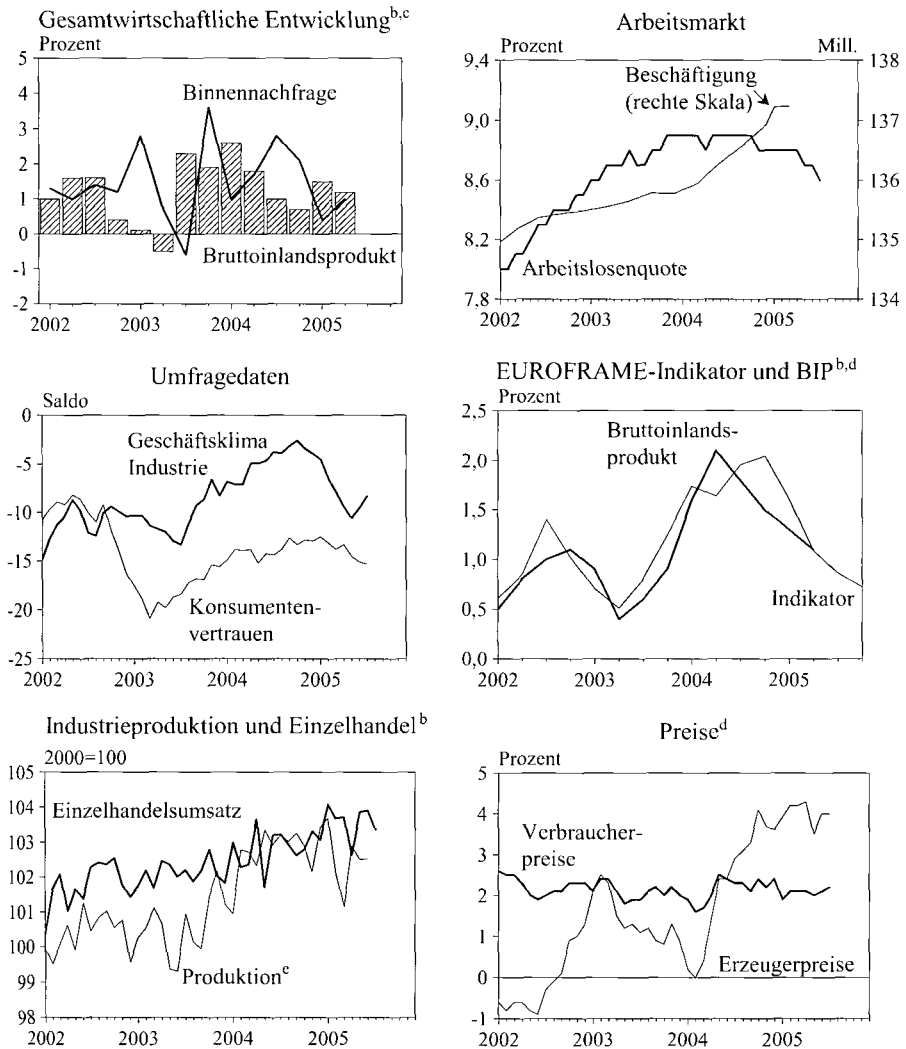 Gesamtwirtschaftliche Entwicklung^b,c
Prozent
5
4
3
2
1
0
-1
-2
Binnennachfrage
Bruttoinlandsprodukt
2002 2003 2004 2005
Arbeitsmarkt
Prozent Mill.
9,4
9,0
8,6
8,2
7,8
138
137
136
135
134
Beschäftigung
(rechte Skala)
Arbeitslosenquote
2002 2003 2004 2005
Umfragedaten
Saldo
0
-5
-10
-15
-20
-25
Geschäftsklima
Industrie
Konsumenten-
vertrauen
2002 2003 2004 2005
EUROFRAME-Indikator und BIP^b,d
Prozent
2,5
2,0
1,5
1,0
0,5
0,0
Bruttoinlands-
produkt
Indikator
2002 2003 2004 2005
Industrieproduktion und Einzelhandel^b
2000=100
105
104
103
102
101
100
99
98
Einzelhandelsumsatz
Produktion^e
2002 2003 2004 2005
Preise^d
Prozent
5
4
3
2
1
0
-1
Verbraucher-
preise
Erzeugerpreise
2002 2003 2004 2005